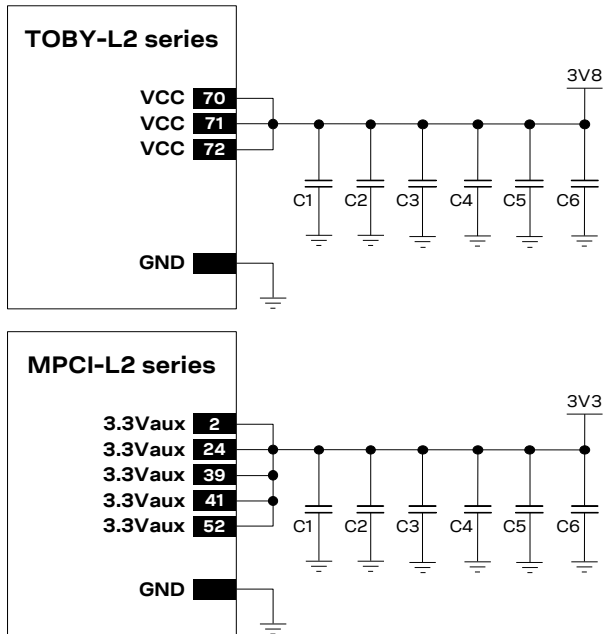 TOBY-L2 series
3V8
VCC 70
VCC 71
VCC 72
C1 C2 C3 C4 C5 C6
GND
MPCI-L2 series
3V3
3.3Vaux 2
3.3Vaux 24
3.3Vaux 39
3.3Vaux 41
3.3Vaux 52
C1 C2 C3 C4 C5 C6
GND